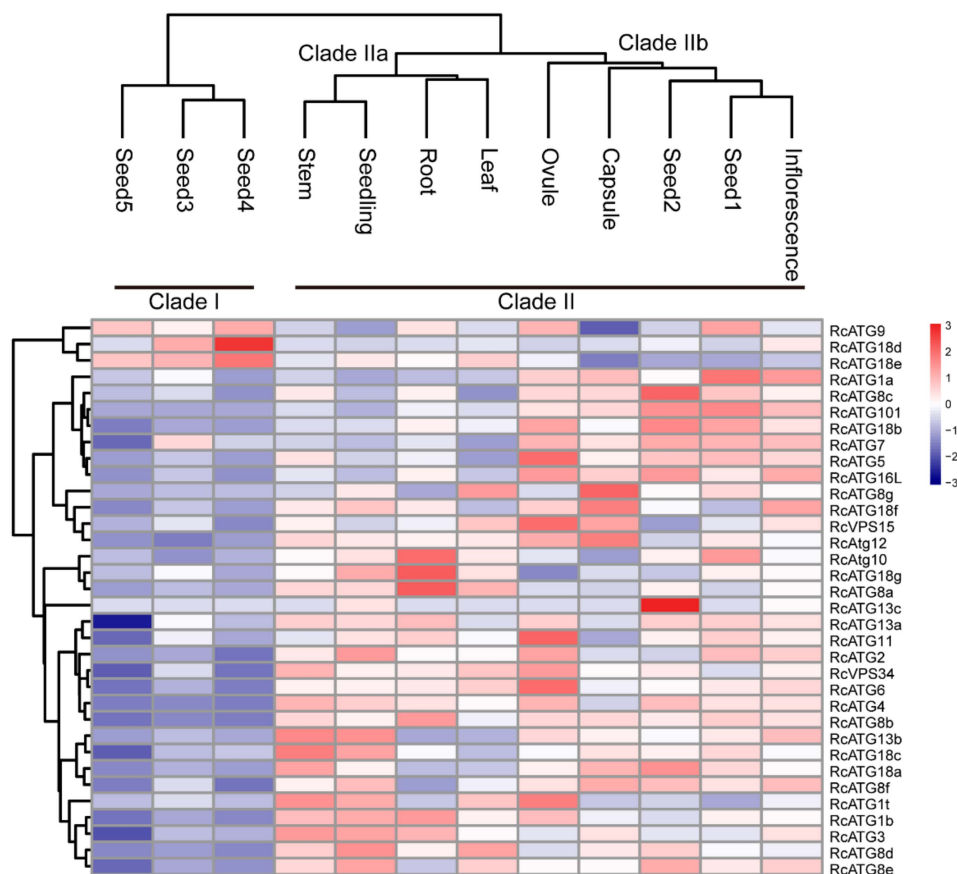 Clade IIa
Clade IIb
Seed5
Seed3
Seed4
Stem
Seedling
Root
Leaf
Ovule
Capsule
Seed2
Seed1
Inflorescence
Clade I
Clade II
RcATG9
RcATG18d
RcATG18e
RcATG1a
RcATG8c
RcATG101
RcATG18b
RcATG7
RcATG5
RcATG16L
RcATG8g
RcATG18f
RcVPS15
RcAtg12
RcAtg10
RcATG18g
RcATG8a
RcATG13c
RcATG13a
RcATG11
RcATG2
RcVPS34
RcATG6
RcATG4
RcATG8b
RcATG13b
RcATG18c
RcATG18a
RcATG8f
RcATG1t
RcATG1b
RcATG3
RcATG8d
RcATG8e
3
2
1
0
−1
−2
−3